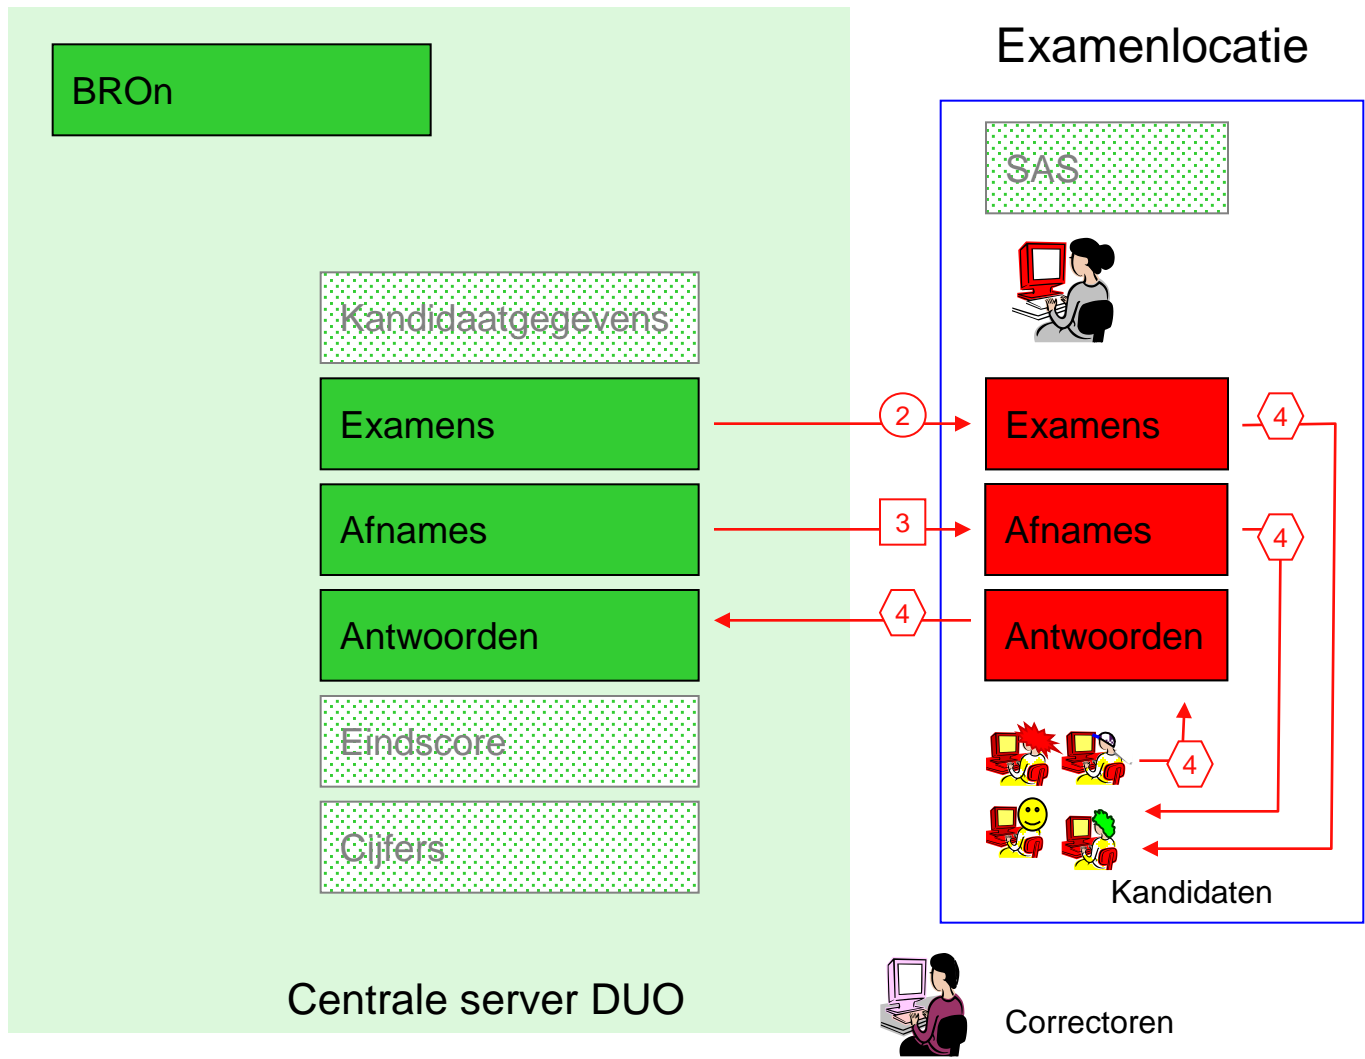 Examenlocatie
BROn
SAS
Kandidaatgegevens
Examens
2
Examens
4
Afnames
3
Afnames
4
Antwoorden
4
Antwoorden
Eindscore
4
Cijfers
Kandidaten
Centrale server DUO
Correctoren